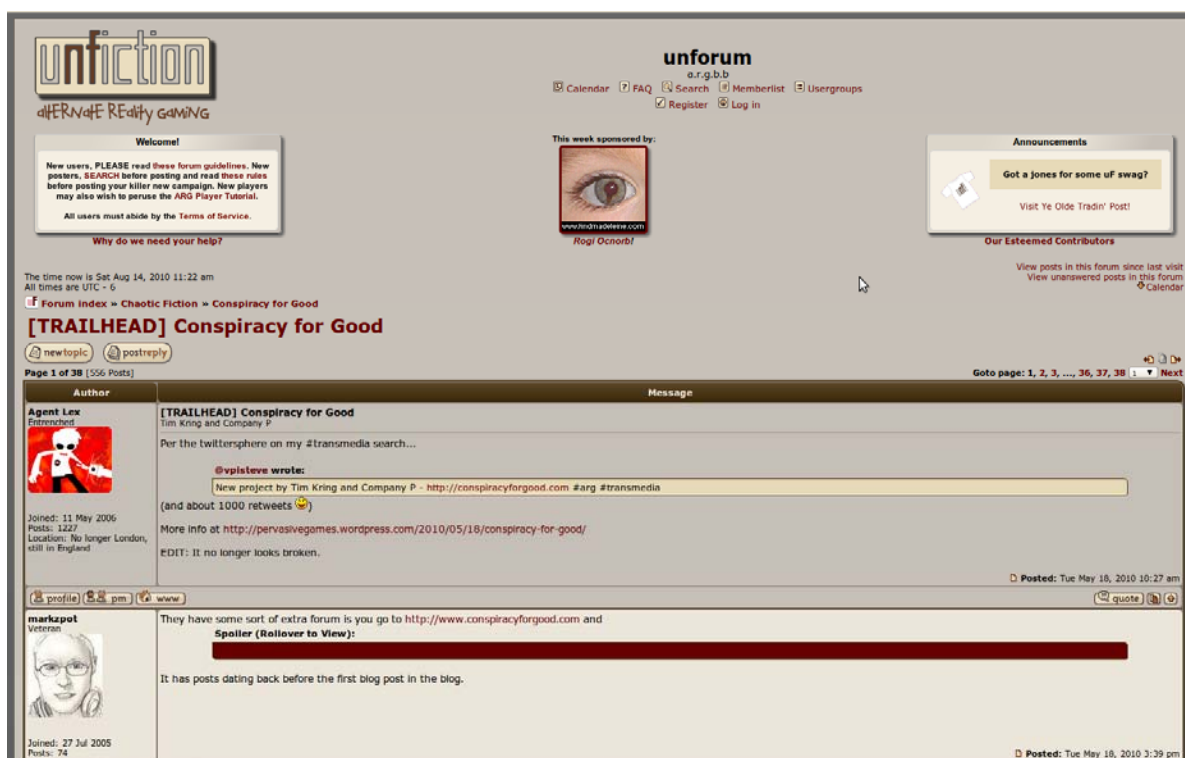 unfiction
alternate reality gaming
unforum
a.r.g.b.b
Calendar FAQ Search Memberlist Usergroups
Register Log in
Welcome!
New users, PLEASE read these forum guidelines. New
posters, SEARCH before posting and read these rules
before posting your killer new campaign. New players
may also wish to peruse the ARG Player Tutorial.
All users must abide by the Terms of Service.
Why do we need your help?
This week sponsored by:
www.findmadeleine.com
Rogi Ocnorb!
Announcements
Got a jones for some uF swag?
Visit Ye Olde Tradin' Post!
Our Esteemed Contributors
The time now is Sat Aug 14, 2010 11:22 am
All times are UTC - 6
View posts in this forum since last visit
View unanswered posts in this forum
Calendar
Forum index » Chaotic Fiction » Conspiracy for Good
[TRAILHEAD] Conspiracy for Good
newtopic postreply
Page 1 of 38 [556 Posts]
Goto page: 1, 2, 3, ..., 36, 37, 38 1 Next
Author Message
Agent Lex
Entrenched
Joined: 11 May 2006
Posts: 1227
Location: No longer London,
still in England
[TRAILHEAD] Conspiracy for Good
Tim Kring and Company P
Per the twittersphere on my #transmedia search...
@vpisteve wrote:
New project by Tim Kring and Company P - http://conspiracyforgood.com #arg #transmedia
(and about 1000 retweets )
More info at http://pervasivegames.wordpress.com/2010/05/18/conspiracy-for-good/
EDIT: It no longer looks broken.
Posted: Tue May 18, 2010 10:27 am
profile pm www quote
markzpot
Veteran
Joined: 27 Jul 2005
Posts: 74
They have some sort of extra forum is you go to http://www.conspiracyforgood.com and
Spoiler (Rollover to View):
It has posts dating back before the first blog post in the blog.
Posted: Tue May 18, 2010 3:39 pm